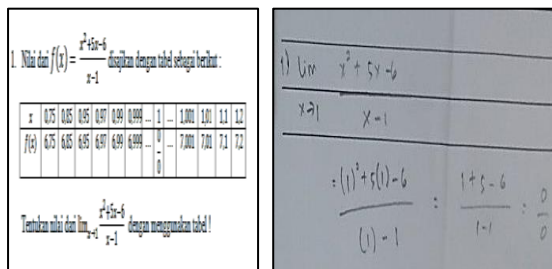 1. Nilai dari f(x) = (x²+5x-6)/(x-1) disajikan dengan tabel sebagai berikut :
x 0,75 0,85 0,95 0,97 0,99 0,999 ... 1 ... 1,001 1,01 1,1 1,2
f(x) 6,75 6,85 6,95 6,97 6,99 6,999 ... 0/0 ... 7,001 7,01 7,1 7,2
Tentukan nilai dari lim x→1 (x²+5x-6)/(x-1) dengan menggunakan tabel !
1) lim x→1 (x² + 5x - 6)/(x - 1)
= ((1)² + 5(1) - 6)/((1) - 1) = (1 + 5 - 6)/(1-1) = 0/0